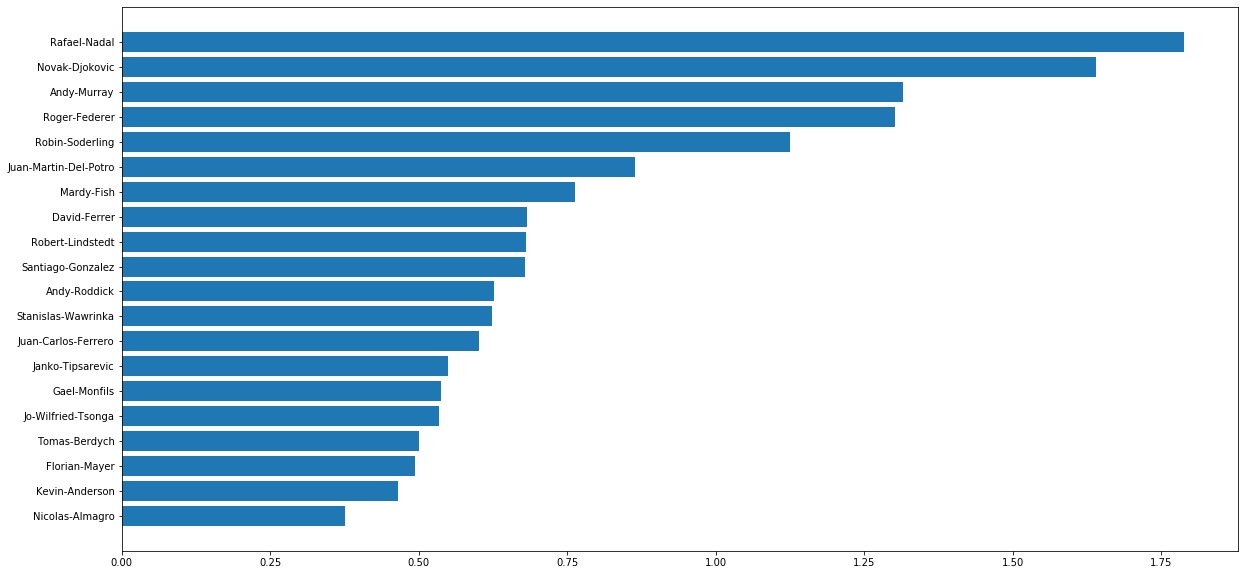 Rafael-Nadal
Novak-Djokovic
Andy-Murray
Roger-Federer
Robin-Soderling
Juan-Martin-Del-Potro
Mardy-Fish
David-Ferrer
Robert-Lindstedt
Santiago-Gonzalez
Andy-Roddick
Stanislas-Wawrinka
Juan-Carlos-Ferrero
Janko-Tipsarevic
Gael-Monfils
Jo-Wilfried-Tsonga
Tomas-Berdych
Florian-Mayer
Kevin-Anderson
Nicolas-Almagro
0.00 0.25 0.50 0.75 1.00 1.25 1.50 1.75